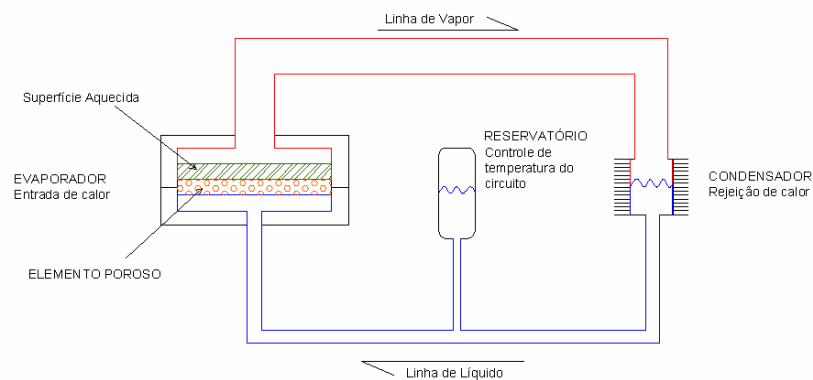 Linha de Vapor
Superfície Aquecida
RESERVATÓRIO
Controle de
temperatura do
circuito
EVAPORADOR
Entrada de calor
CONDENSADOR
Rejeição de calor
ELEMENTO POROSO
Linha de Líquido